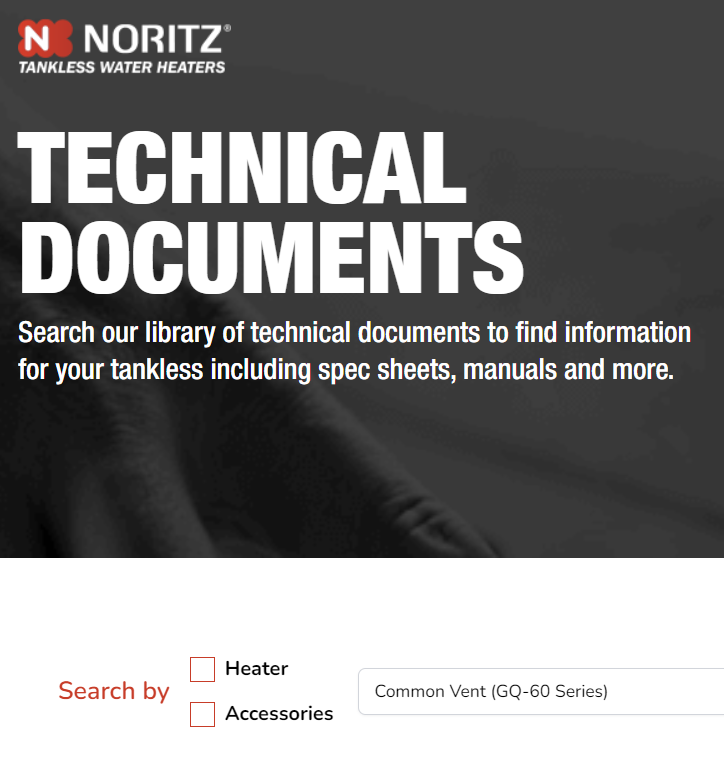 NORITZ®
TANKLESS WATER HEATERS
TECHNICAL
DOCUMENTS
Search our library of technical documents to find information
for your tankless including spec sheets, manuals and more.
Search by
Heater
Accessories
Common Vent (GQ-60 Series)